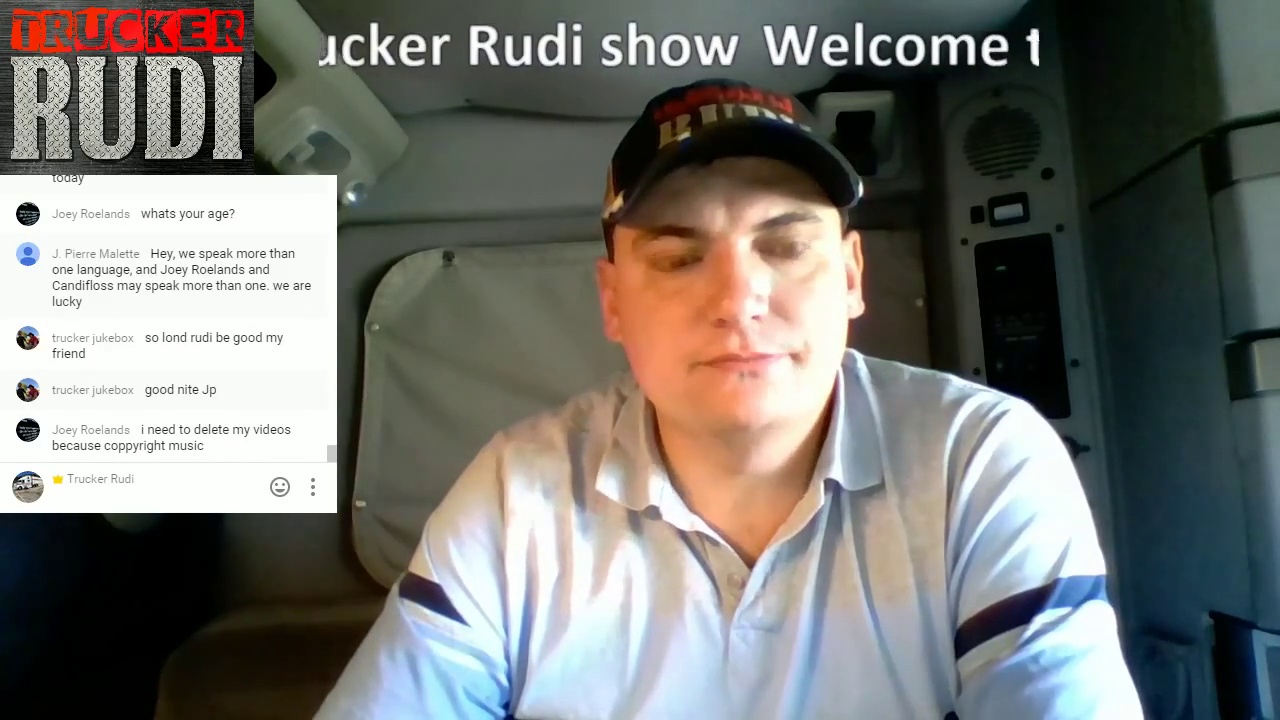 TRUCKER
RUDI
ucker Rudi show Welcome t
today
Joey Roelands whats your age?
J. Pierre Malette Hey, we speak more than
one language, and Joey Roelands and
Candifloss may speak more than one. we are
lucky
trucker jukebox so lond rudi be good my
friend
trucker jukebox good nite Jp
Joey Roelands i need to delete my videos
because coppyright music
Trucker Rudi
RUDI